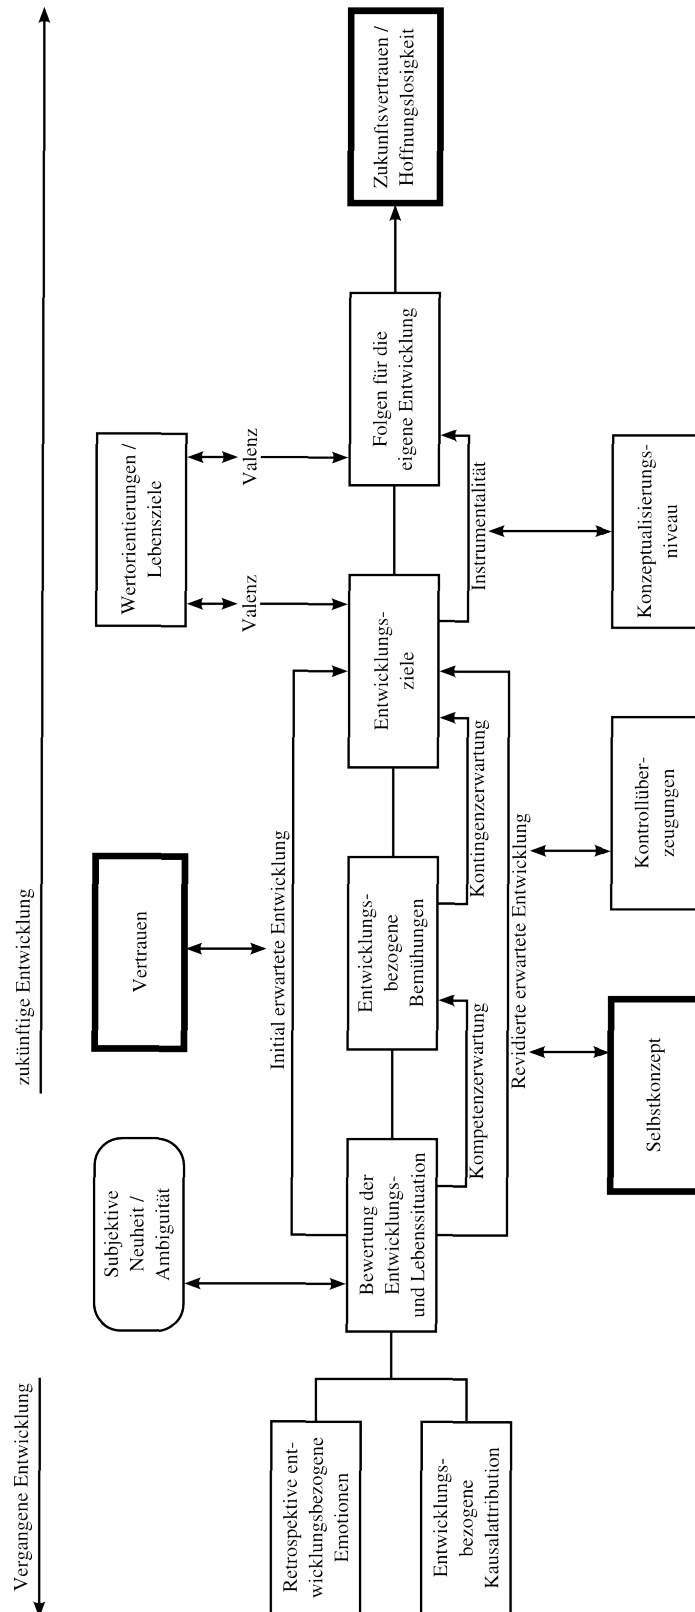 Vergangene Entwicklung
zukünftige Entwicklung
Subjektive
Neuheit /
Ambiguität
Vertrauen
Wertorientierungen /
Lebensziele
Initial erwartete Entwicklung
Valenz
Valenz
Retrospektive ent-
wicklungsbezogene
Emotionen
Entwicklungs-
bezogene
Kausalattribution
Bewertung der
Entwicklungs-
und Lebenssituation
Entwicklungs-
bezogene
Bemühungen
Entwicklungs-
ziele
Folgen für die
eigene Entwicklung
Zukunftsvertrauen /
Hoffnungslosigkeit
Kompetenzerwartung
Kontingenzerwartung
Instrumentalität
Revidierte erwartete Entwicklung
Selbstkonzept
Kontrollüber-
zeugungen
Konzeptualisierungs-
niveau